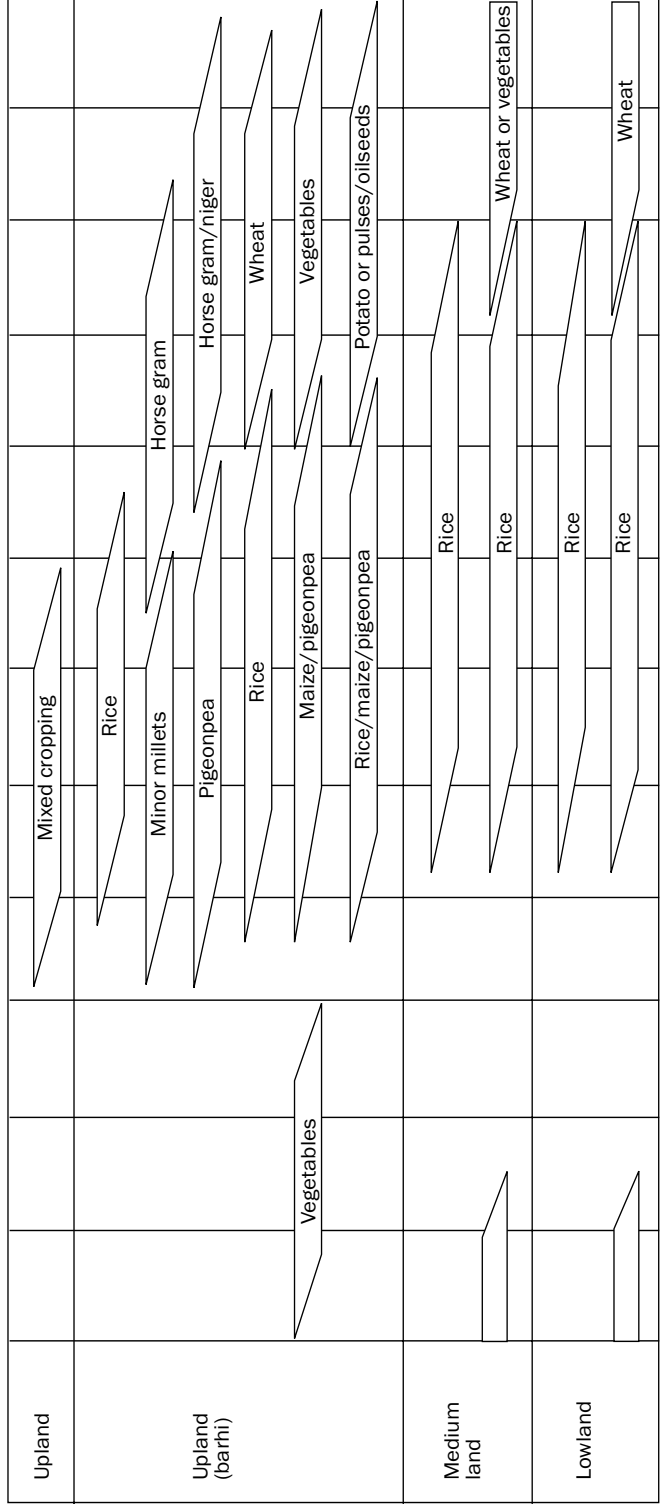 Upland
Mixed cropping
Upland
(barhi)
Rice
Minor millets
Horse gram
Pigeonpea
Horse gram/niger
Rice
Wheat
Vegetables
Maize/pigeonpea
Vegetables
Rice/maize/pigeonpea
Potato or pulses/oilseeds
Medium
land
Rice
Rice
Wheat or vegetables
Lowland
Rice
Rice
Wheat